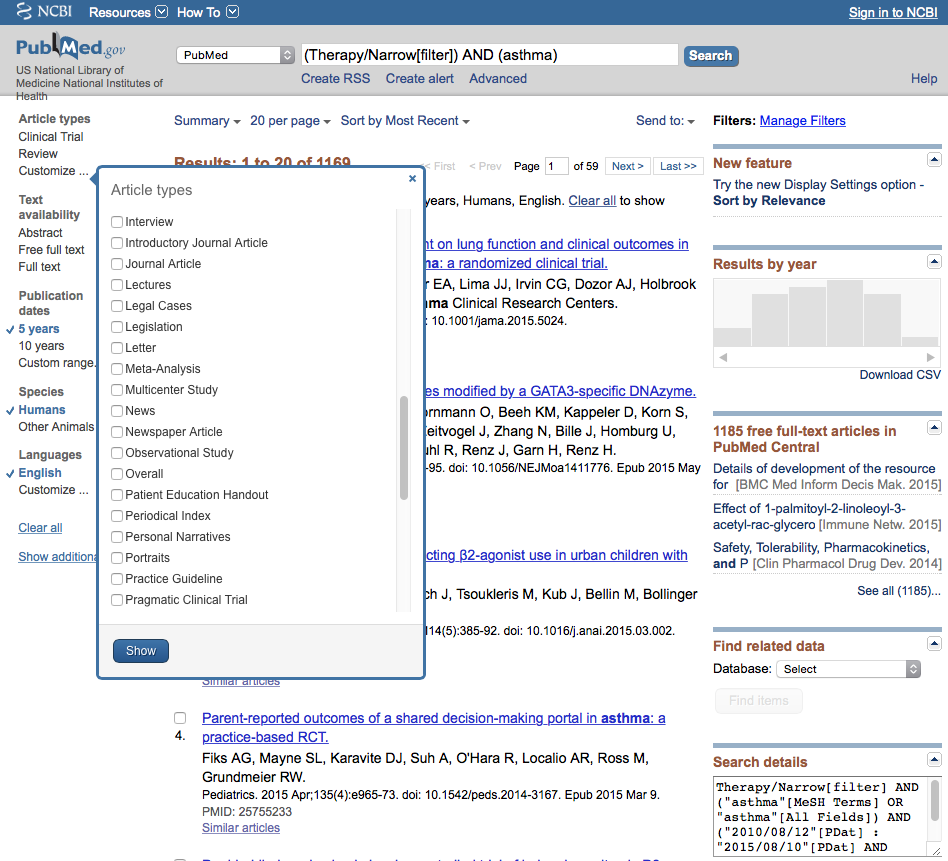 NCBI Resources How To Sign in to NCBI
PubMed.gov
US National Library of
Medicine National Institutes of
Health
PubMed (Therapy/Narrow[filter]) AND (asthma) Search
Create RSS Create alert Advanced Help
Article types
Clinical Trial
Review
Customize ...
Text
availability
Abstract
Free full text
Full text
Publication
dates
5 years
10 years
Custom range.
Species
Humans
Other Animals
Languages
English
Customize ...
Clear all
Show additiona
Summary 20 per page Sort by Most Recent Send to:
Results: 1 to 20 of 1169
<< First < Prev Page 1 of 59 Next > Last >>
years, Humans, English. Clear all to show
Article types ×
Interview
Introductory Journal Article
Journal Article
Lectures
Legal Cases
Legislation
Letter
Meta-Analysis
Multicenter Study
News
Newspaper Article
Observational Study
Overall
Patient Education Handout
Periodical Index
Personal Narratives
Portraits
Practice Guideline
Pragmatic Clinical Trial
Show
nt on lung function and clinical outcomes in
ma: a randomized clinical trial.
r EA, Lima JJ, Irvin CG, Dozor AJ, Holbrook
ma Clinical Research Centers.
: 10.1001/jama.2015.5024.
es modified by a GATA3-specific DNAzyme.
ornmann O, Beeh KM, Kappeler D, Korn S,
Zeitvogel J, Zhang N, Bille J, Homburg U,
uhl R, Renz J, Garn H, Renz H.
-95. doi: 10.1056/NEJMoa1411776. Epub 2015 May
cting β2-agonist use in urban children with
ch J, Tsoukleris M, Kub J, Bellin M, Bollinger
114(5):385-92. doi: 10.1016/j.anai.2015.03.002.
Similar articles
4. Parent-reported outcomes of a shared decision-making portal in asthma: a
practice-based RCT.
Fiks AG, Mayne SL, Karavite DJ, Suh A, O'Hara R, Localio AR, Ross M,
Grundmeier RW.
Pediatrics. 2015 Apr;135(4):e965-73. doi: 10.1542/peds.2014-3167. Epub 2015 Mar 9.
PMID: 25755233
Similar articles
Filters: Manage Filters
New feature
Try the new Display Settings option -
Sort by Relevance
Results by year
Download CSV
1185 free full-text articles in
PubMed Central
Details of development of the resource
for [BMC Med Inform Decis Mak. 2015]
Effect of 1-palmitoyl-2-linoleoyl-3-
acetyl-rac-glycero [Immune Netw. 2015]
Safety, Tolerability, Pharmacokinetics,
and P [Clin Pharmacol Drug Dev. 2014]
See all (1185)...
Find related data
Database: Select
Find items
Search details
Therapy/Narrow[filter] AND
("asthma"[MeSH Terms] OR
"asthma"[All Fields]) AND
("2010/08/12"[PDat] :
"2015/08/10"[PDat] AND